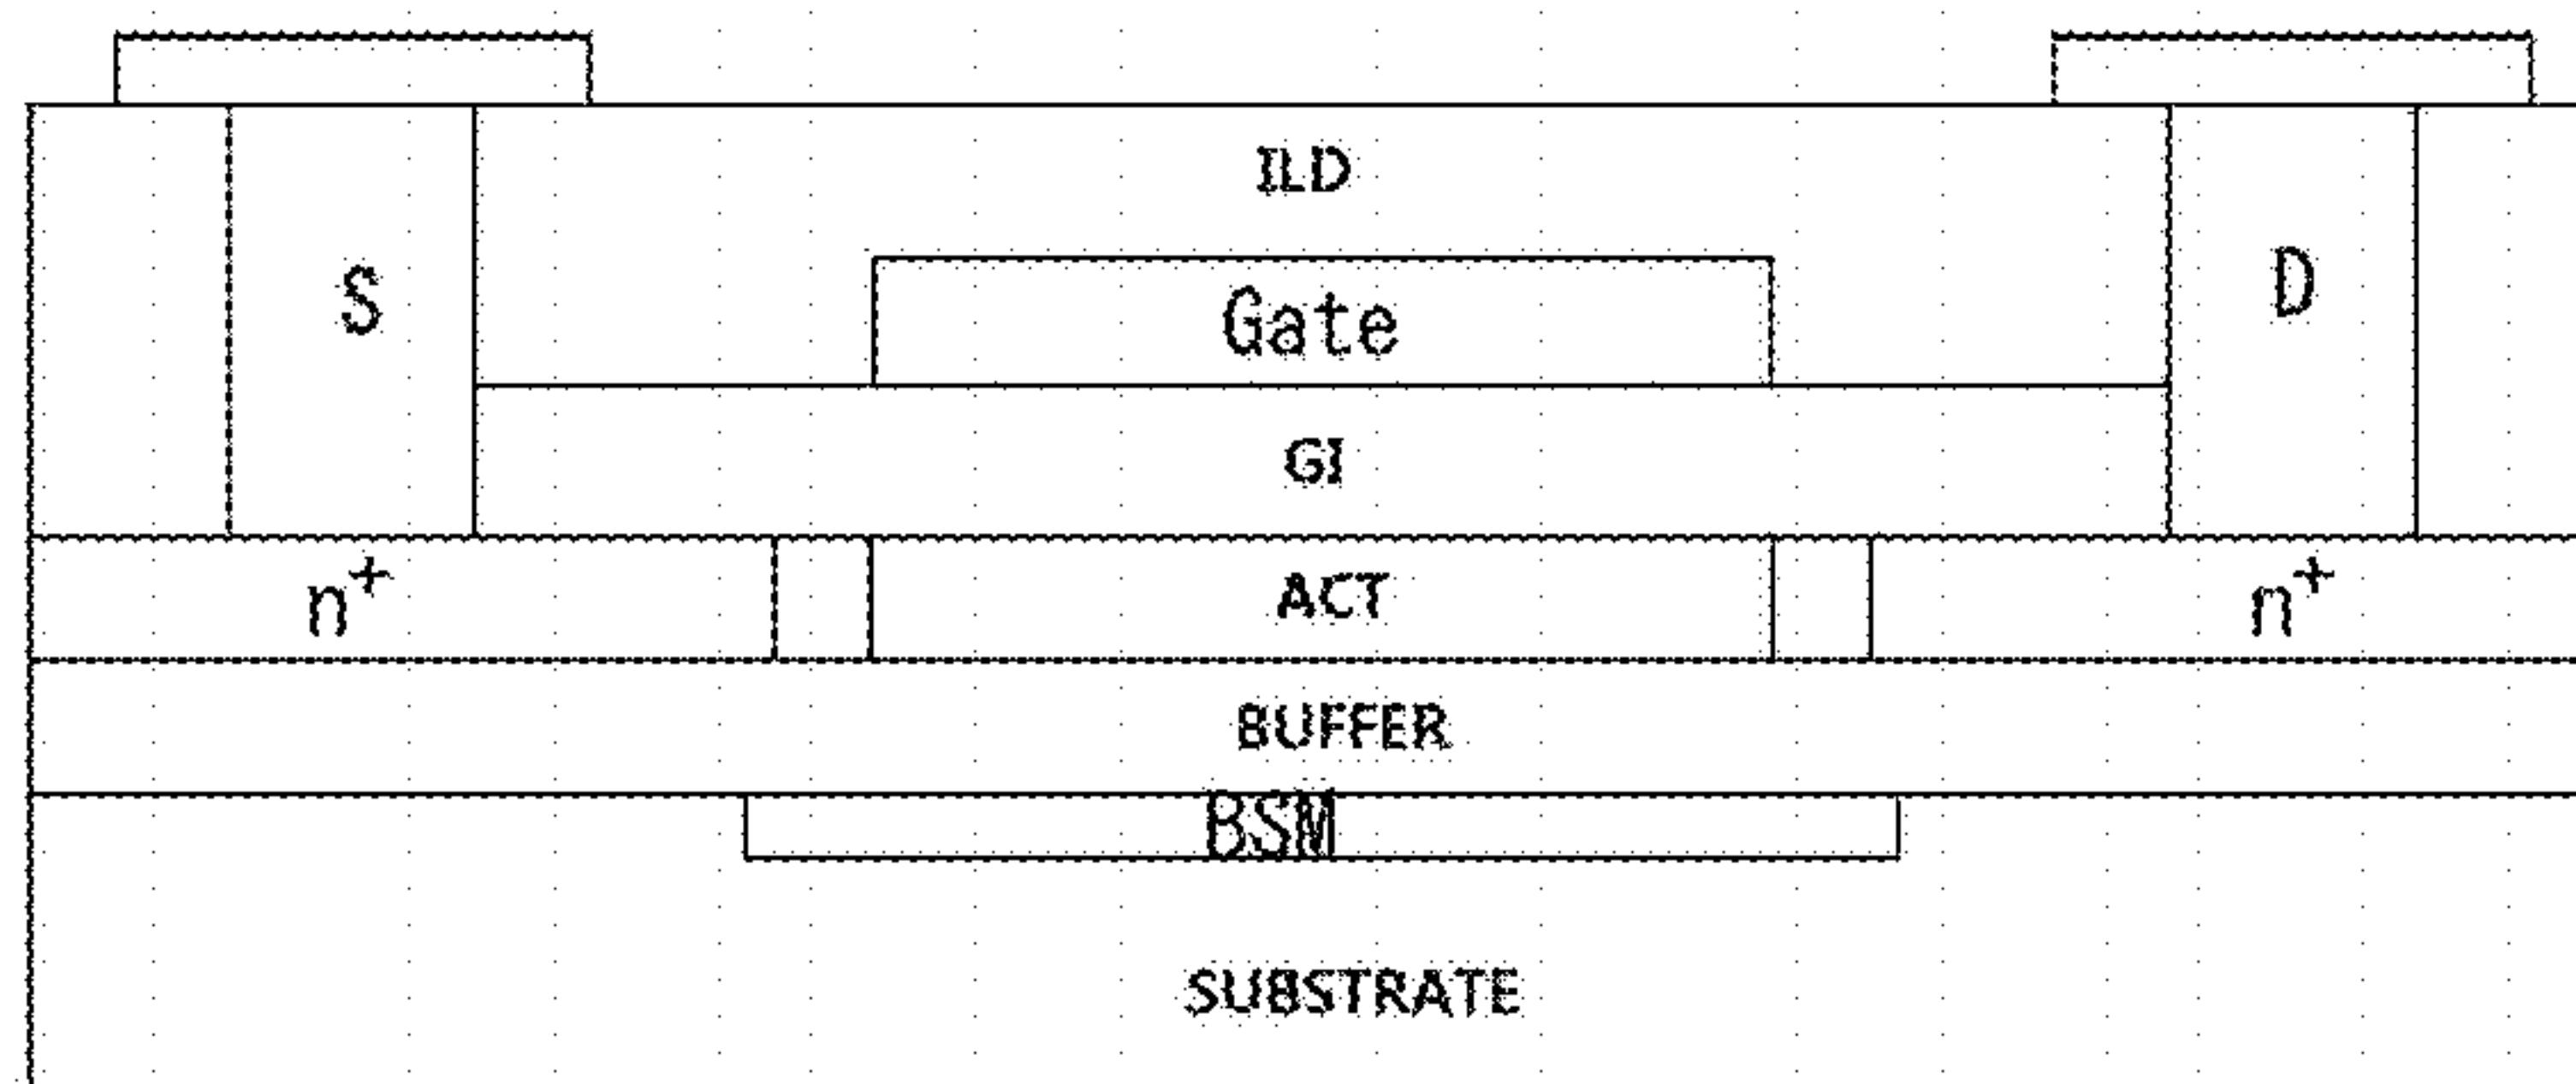 ILD
S
D
Gate
GI
n+
ACT
n+
BUFFER
BSM
SUBSTRATE